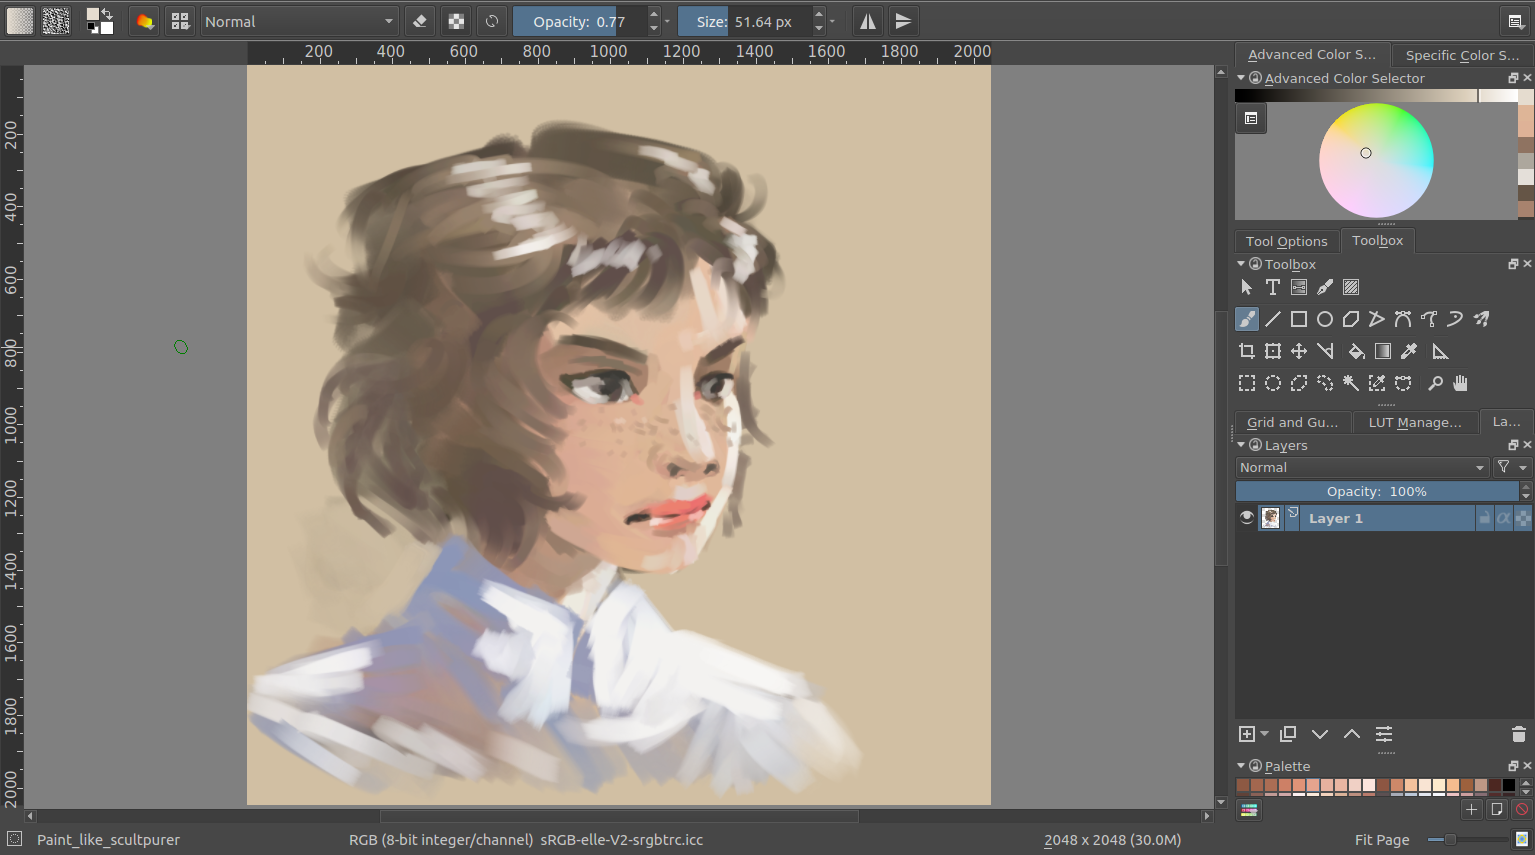 Normal
Opacity: 0.77
Size: 51.64 px
200 400 600 800 1000 1200 1400 1600 1800 2000
200
400
600
800
1000
1200
1400
1600
1800
2000
Advanced Color S...
Specific Color S...
Advanced Color Selector
Tool Options
Toolbox
Toolbox
Grid and Gu...
LUT Manage...
La...
Layers
Normal
Opacity: 100%
Layer 1
Palette
Paint_like_scultpurer
RGB (8-bit integer/channel) sRGB-elle-V2-srgbtrc.icc
2048 x 2048 (30.0M)
Fit Page